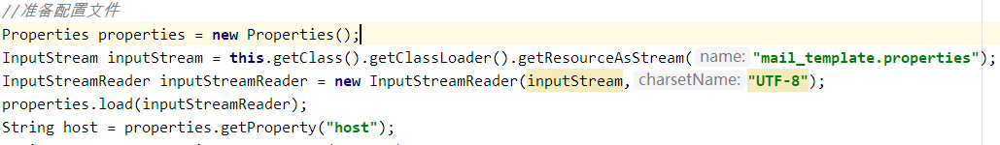 //准备配置文件
Properties properties = new Properties();
InputStream inputStream = this.getClass().getClassLoader().getResourceAsStream( name: "mail_template.properties");
InputStreamReader inputStreamReader = new InputStreamReader(inputStream, charsetName: "UTF-8");
properties.load(inputStreamReader);
String host = properties.getProperty("host");